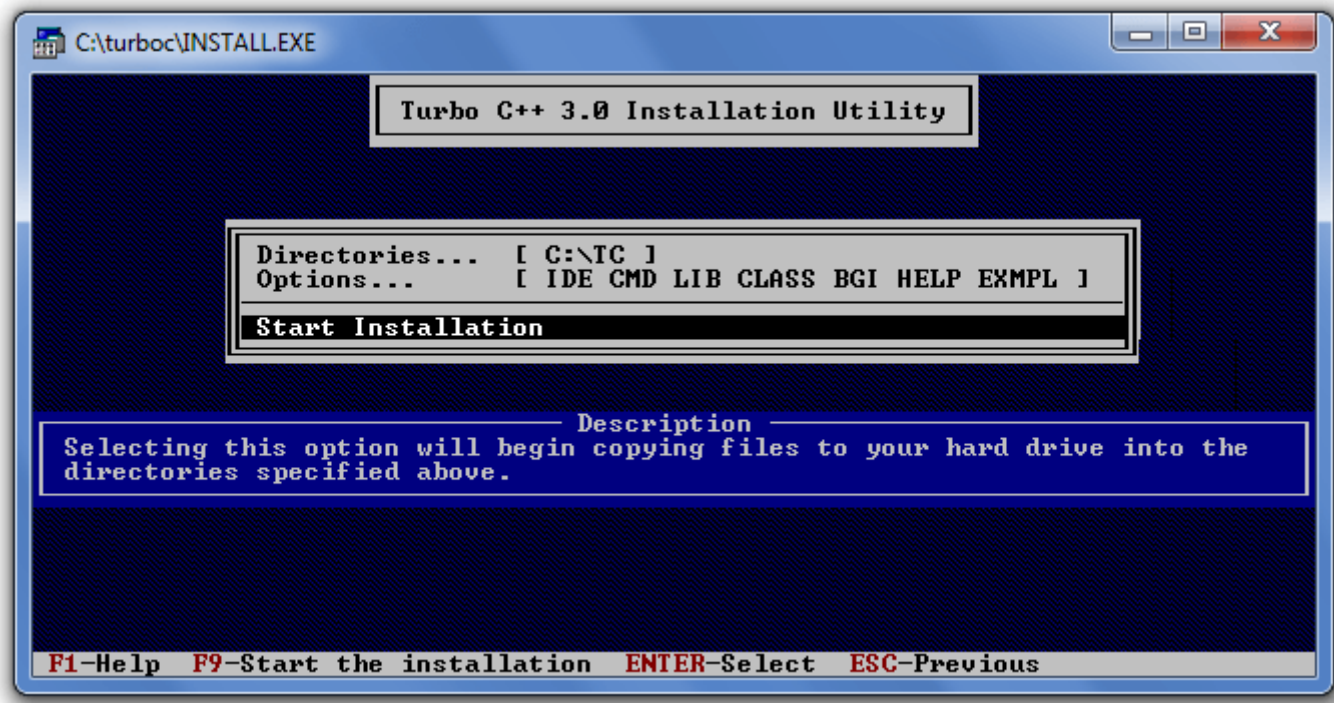 C:\turboc\INSTALL.EXE
Turbo C++ 3.0 Installation Utility
Directories... [ C:\TC ]
Options... [ IDE CMD LIB CLASS BGI HELP EXMPL ]
Start Installation
Description
Selecting this option will begin copying files to your hard drive into the
directories specified above.
F1-Help F9-Start the installation ENTER-Select ESC-Previous